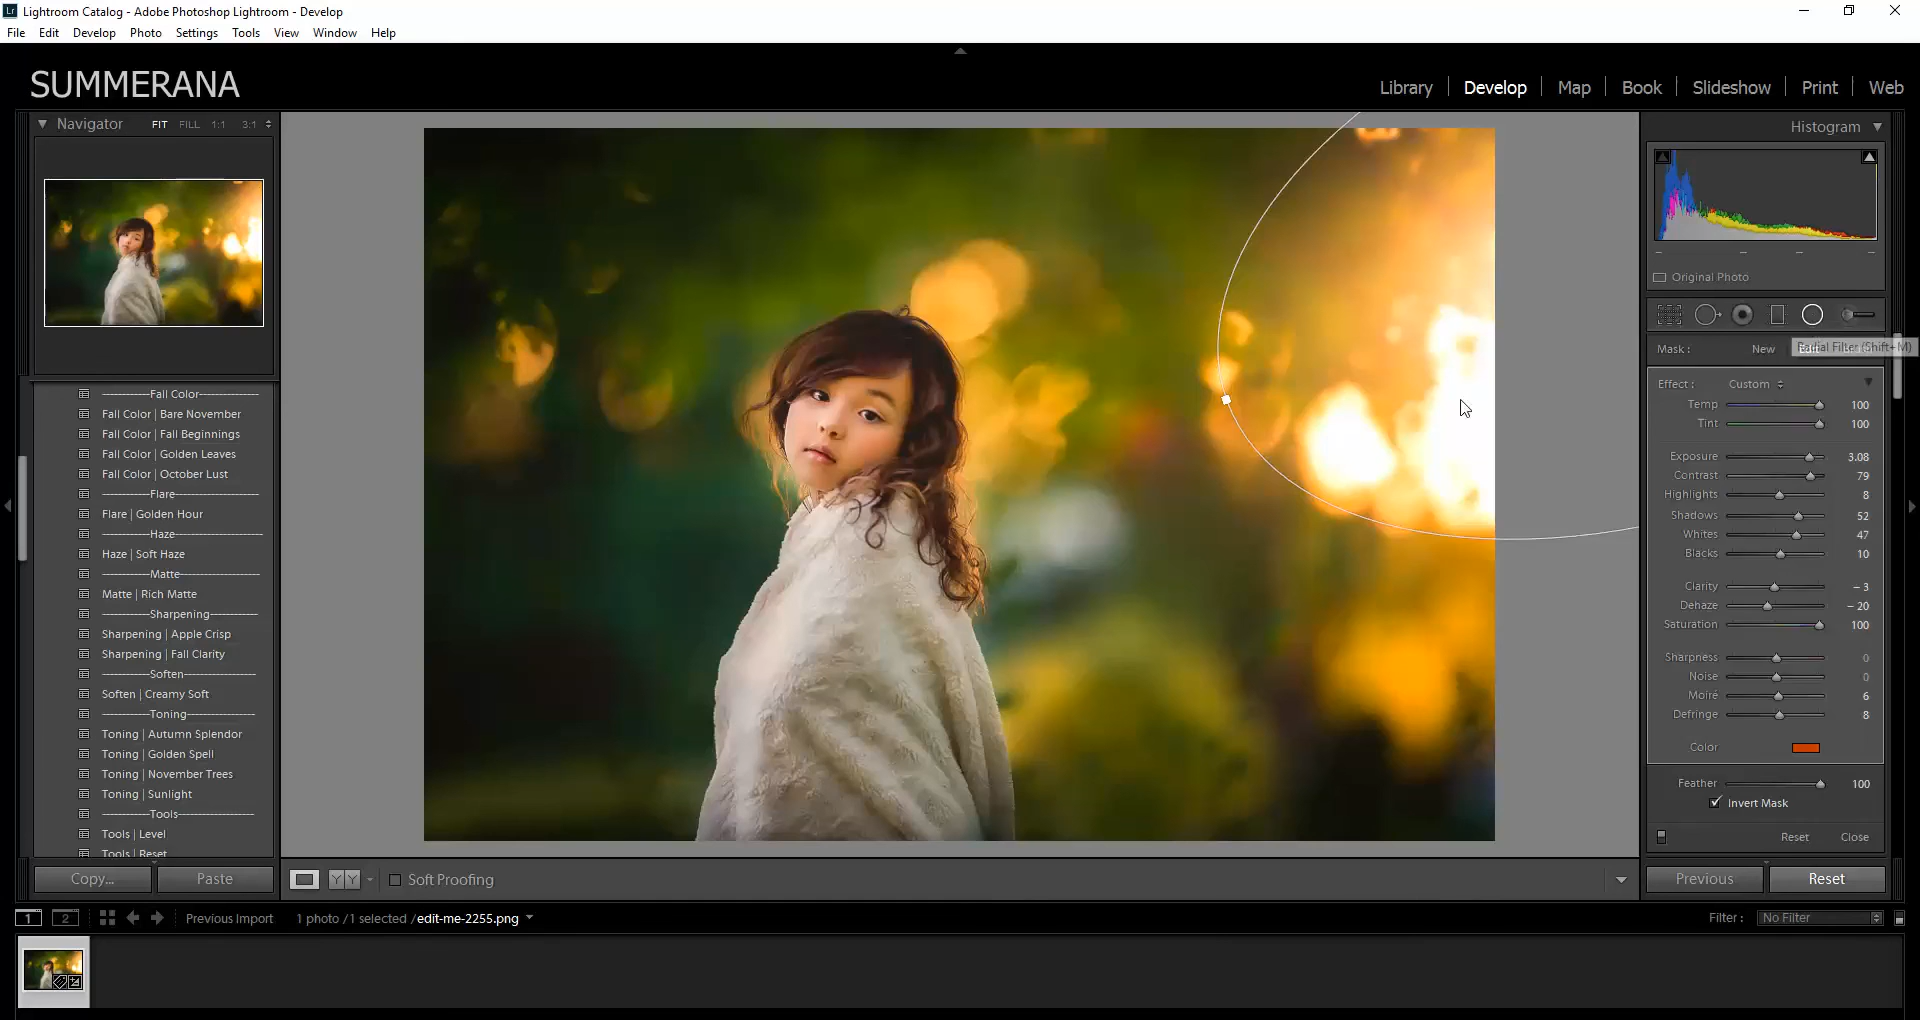 Lightroom Catalog - Adobe Photoshop Lightroom - Develop
File Edit Develop Photo Settings Tools View Window Help
SUMMERANA
Library Develop Map Book Slideshow Print Web
Navigator FIT FILL 1:1 3:1
Histogram
Original Photo
Mask : New
Radial Filter (Shift+M)
Effect : Custom
Temp 100
Tint 100
Exposure 3.08
Contrast 79
Highlights 8
Shadows 52
Whites 47
Blacks 10
Clarity – 3
Dehaze – 20
Saturation 100
Sharpness 0
Noise 0
Moiré 6
Defringe 8
Color
Feather 100
Invert Mask
Reset Close
Previous Reset
------------Fall Color------------
Fall Color | Bare November
Fall Color | Fall Beginnings
Fall Color | Golden Leaves
Fall Color | October Lust
------------Flare------------
Flare | Golden Hour
------------Haze------------
Haze | Soft Haze
------------Matte------------
Matte | Rich Matte
------------Sharpening------------
Sharpening | Apple Crisp
Sharpening | Fall Clarity
------------Soften------------
Soften | Creamy Soft
------------Toning------------
Toning | Autumn Splendor
Toning | Golden Spell
Toning | November Trees
Toning | Sunlight
------------Tools------------
Tools | Level
Tools | Reset
Copy... Paste
YY Soft Proofing
1 2 Previous Import 1 photo / 1 selected / edit-me-2255.png
Filter : No Filter